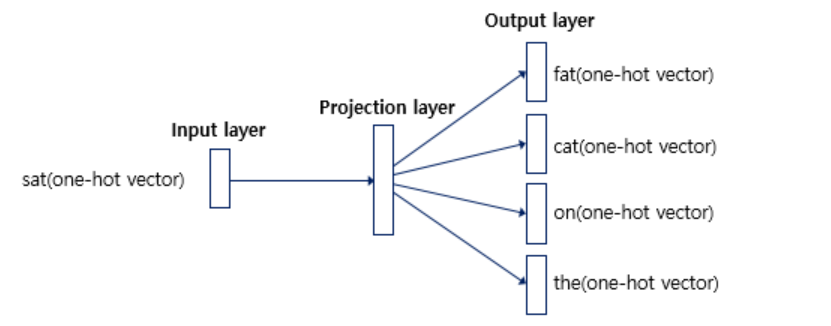 Output layer
fat(one-hot vector)
Projection layer
Input layer
cat(one-hot vector)
sat(one-hot vector)
on(one-hot vector)
the(one-hot vector)